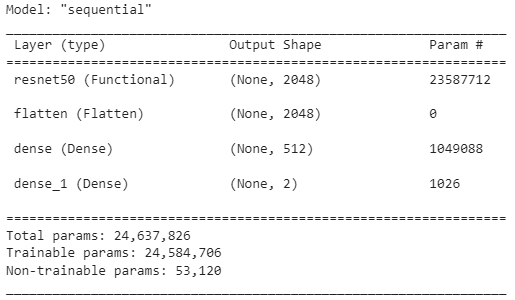 Model: "sequential"
_________________________________________________________________
Layer (type) Output Shape Param #
=================================================================
resnet50 (Functional) (None, 2048) 23587712
flatten (Flatten) (None, 2048) 0
dense (Dense) (None, 512) 1049088
dense_1 (Dense) (None, 2) 1026
=================================================================
Total params: 24,637,826
Trainable params: 24,584,706
Non-trainable params: 53,120
_________________________________________________________________